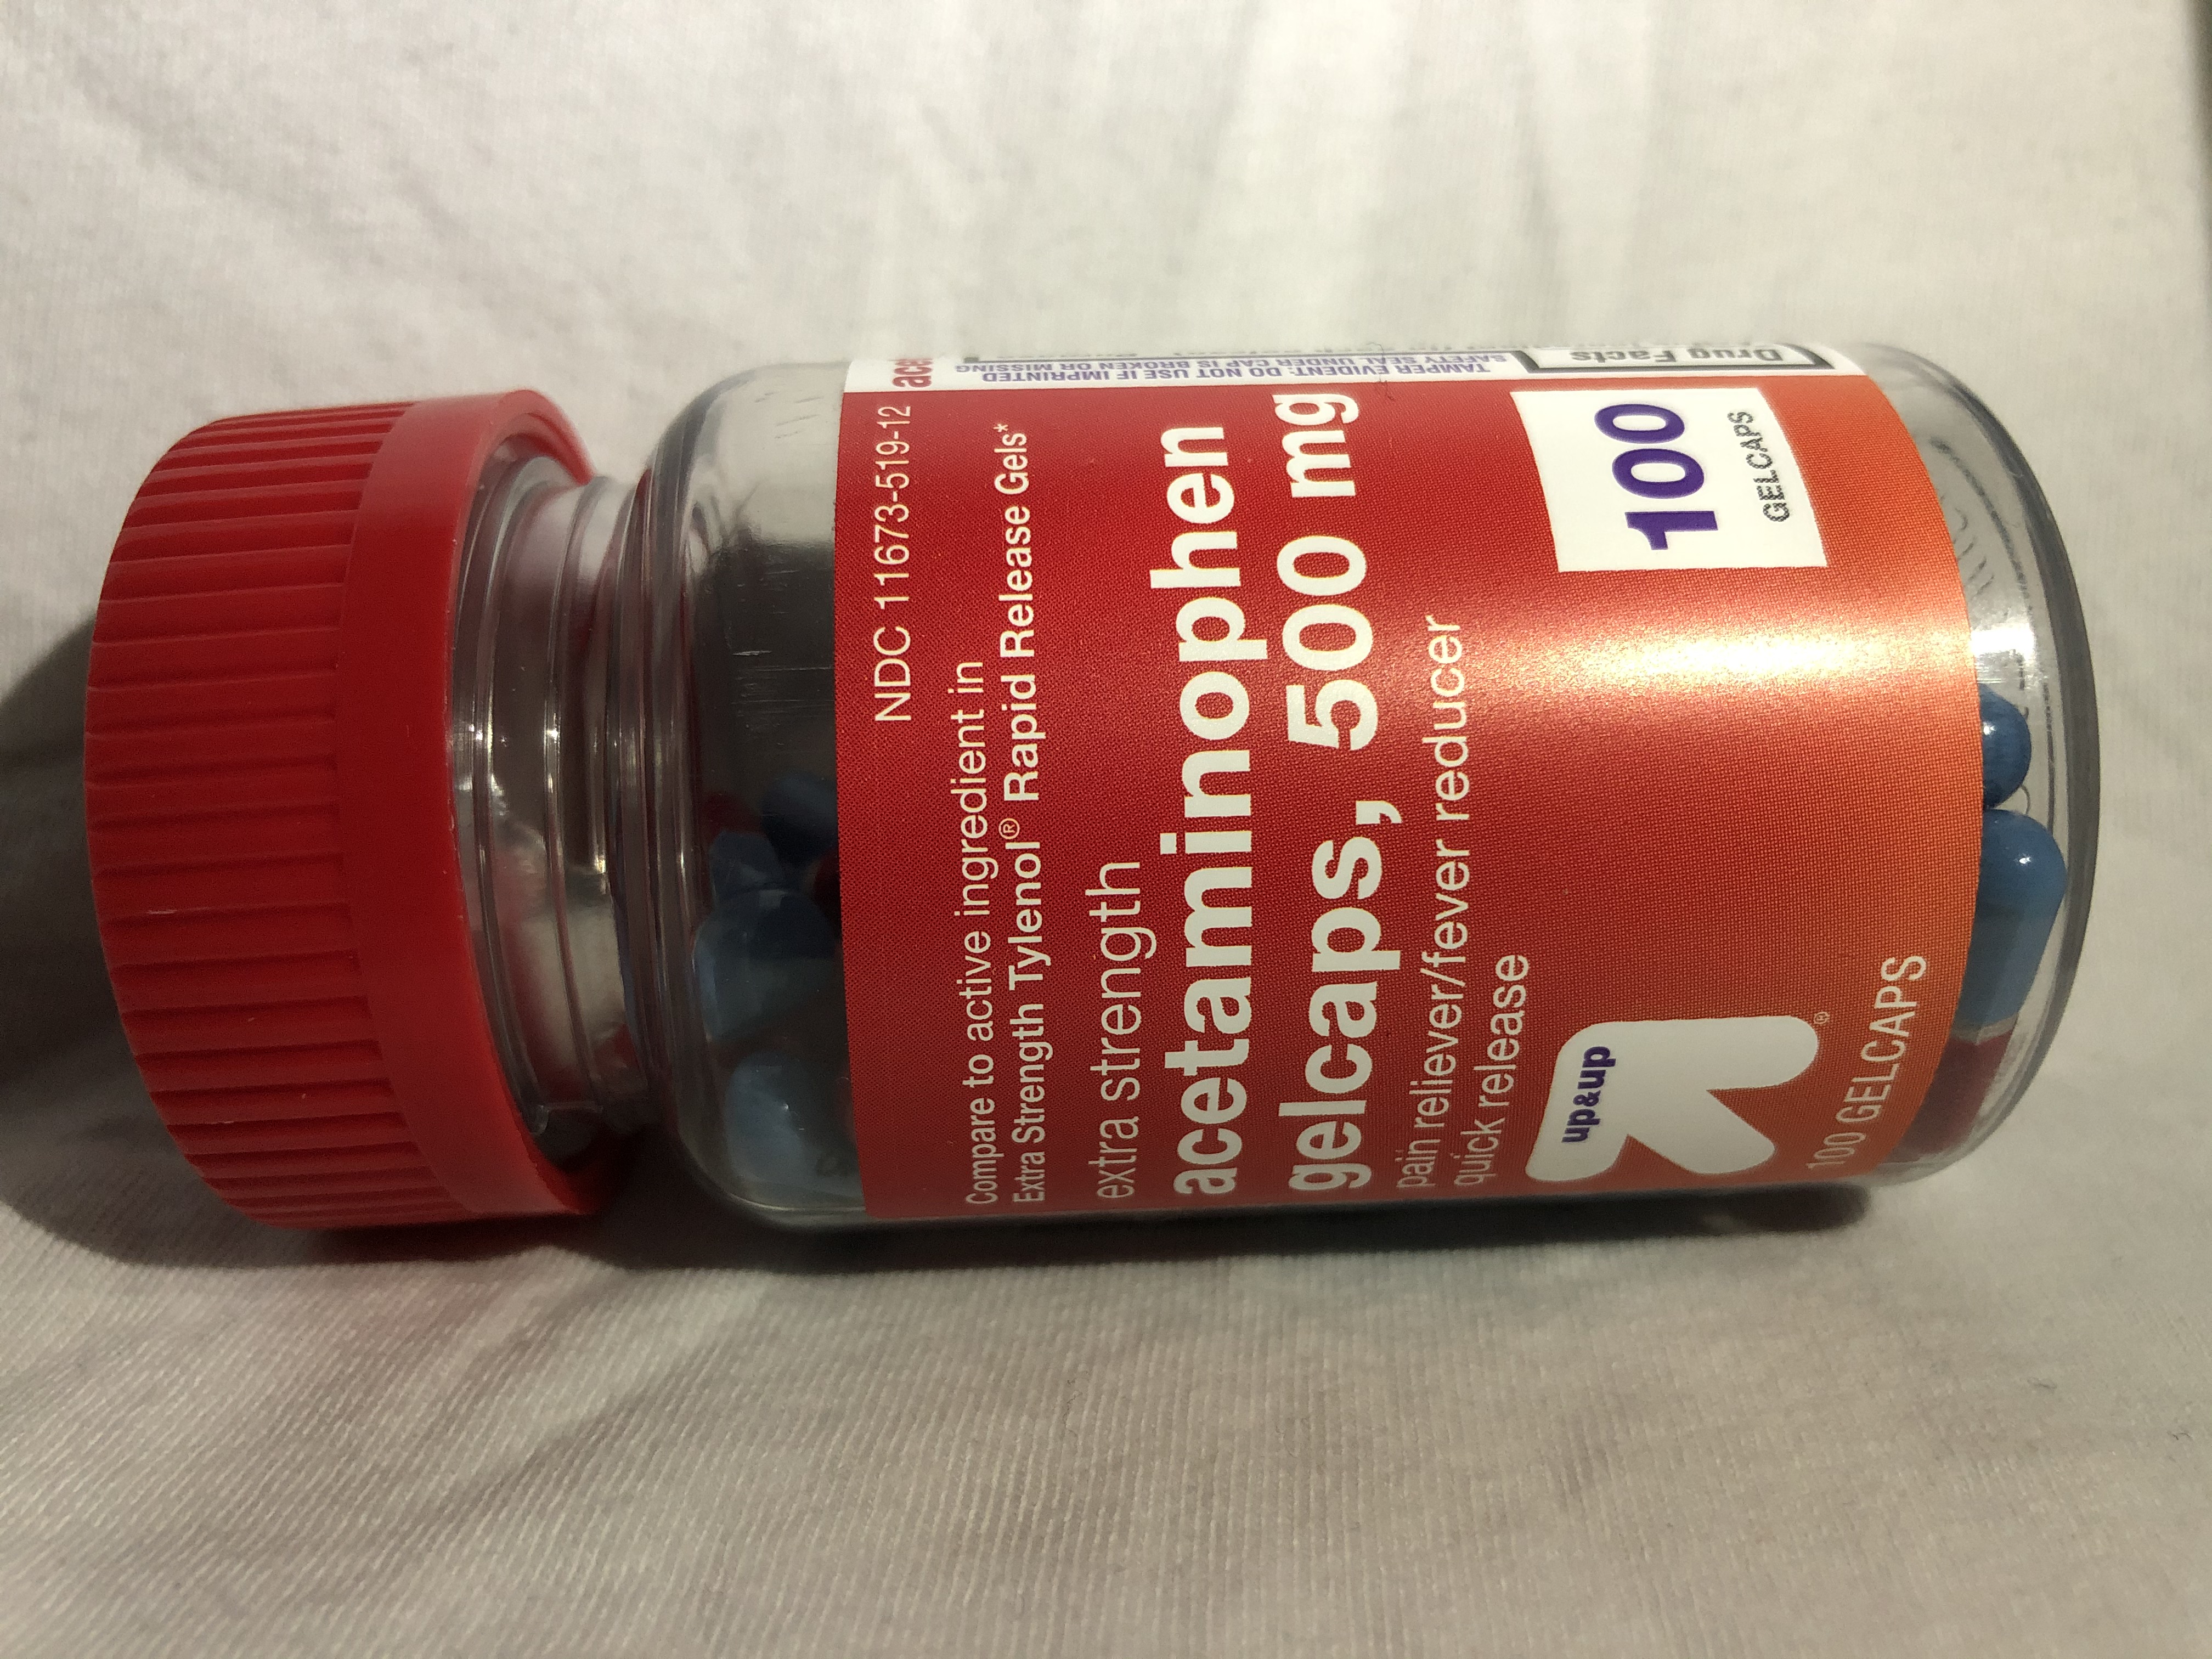 NDC 11673-519-12
Compare to active ingredient in
Extra Strength Tylenol® Rapid Release Gels*
extra strength
acetaminophen
gelcaps, 500 mg
pain reliever/fever reducer
quick release
up&up
®
100
GELCAPS
100 GELCAPS
ace
TAMPER EVIDENT: DO NOT USE IF IMPRINTED
SAFETY SEAL UNDER CAP IS BROKEN OR MISSING
Drug Facts